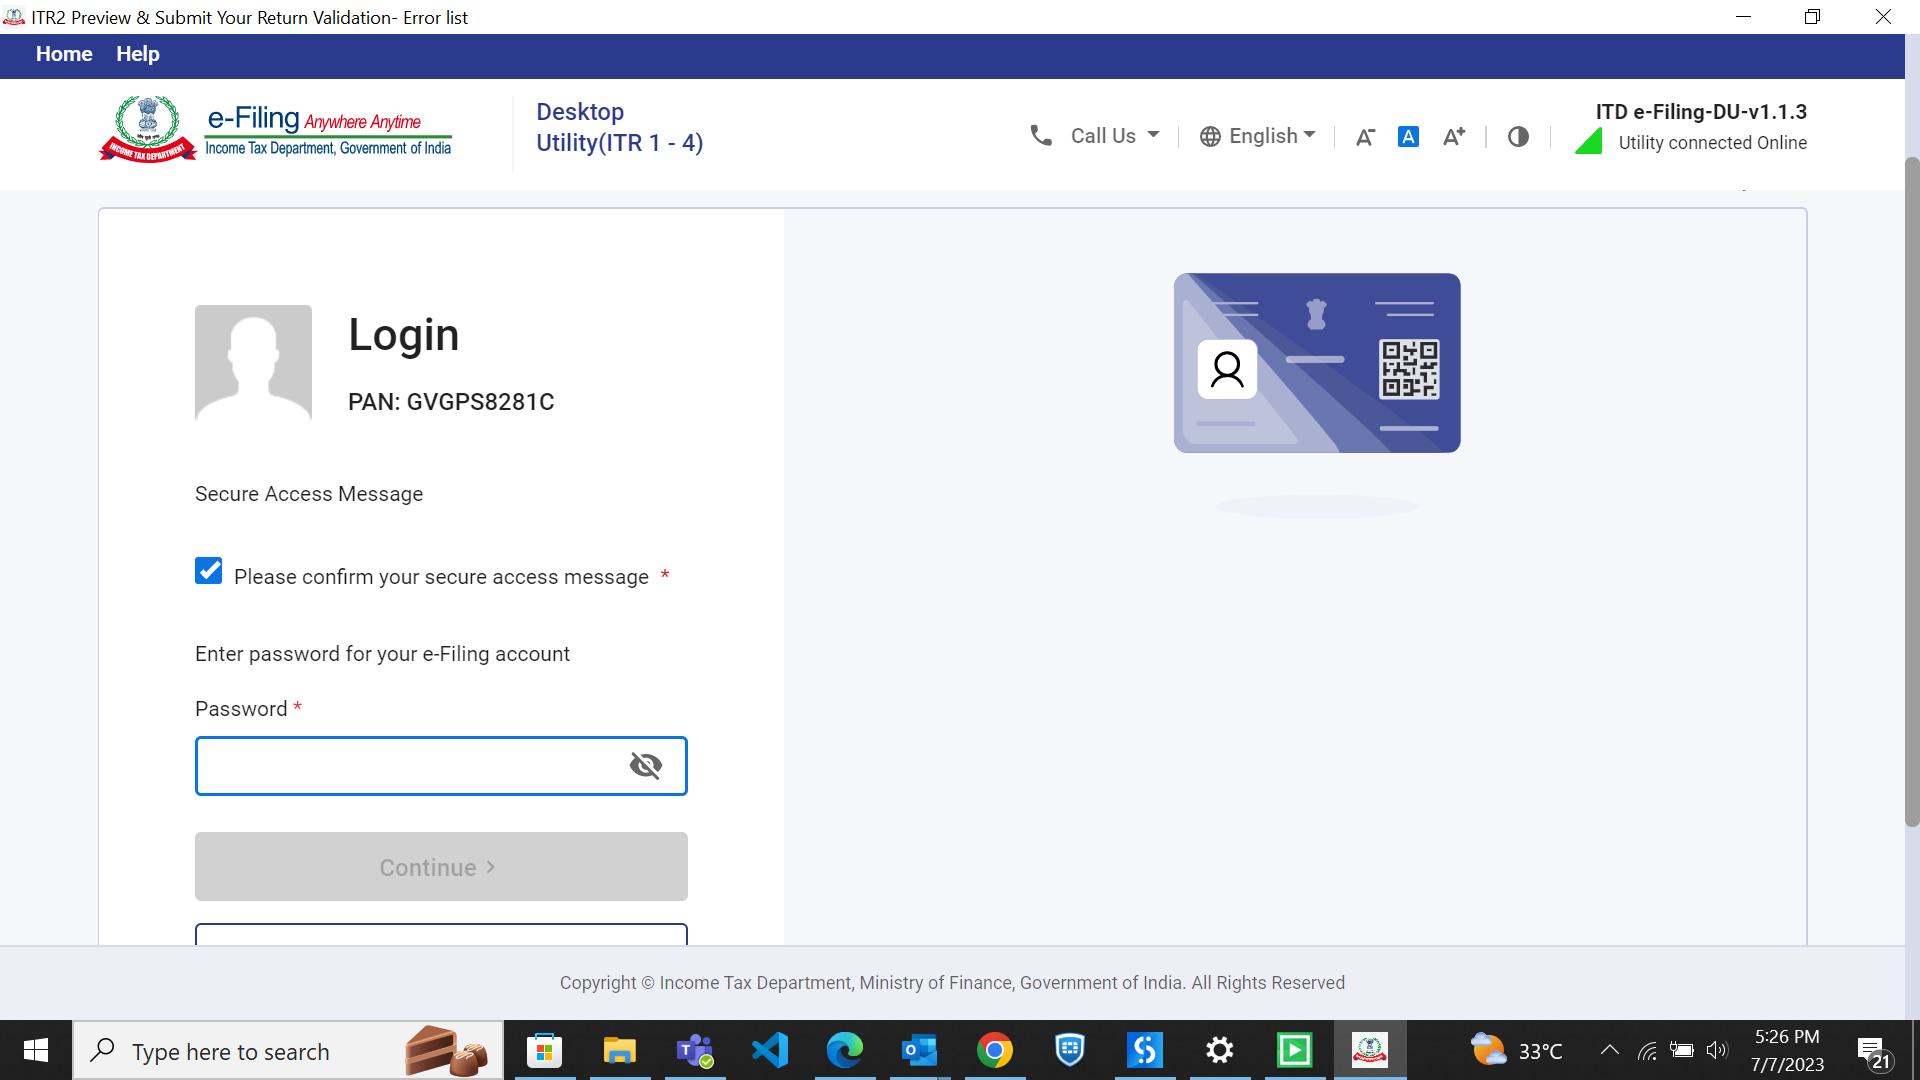 ITR2 Preview & Submit Your Return Validation- Error list
Home Help
e-Filing Anywhere Anytime
Income Tax Department, Government of India
INCOME TAX DEPARTMENT
Desktop
Utility(ITR 1 - 4)
Call Us
English
A- A A+
ITD e-Filing-DU-v1.1.3
Utility connected Online
Login
PAN: GVGPS8281C
Secure Access Message
Please confirm your secure access message *
Enter password for your e-Filing account
Password *
Continue >
Copyright © Income Tax Department, Ministry of Finance, Government of India. All Rights Reserved
Type here to search
33°C
5:26 PM
7/7/2023
21